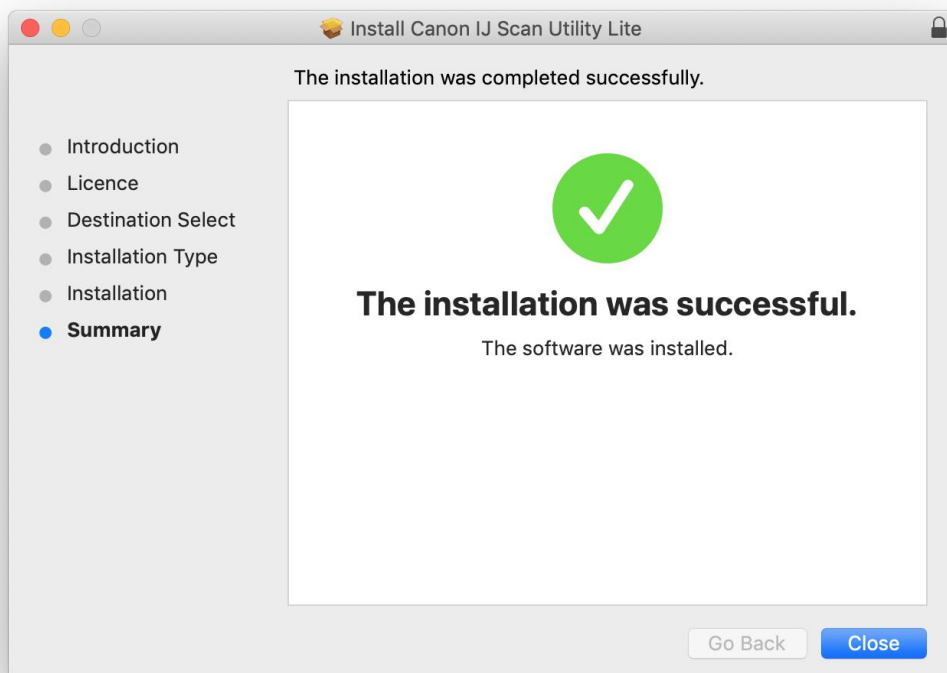 Install Canon IJ Scan Utility Lite
The installation was completed successfully.
Introduction
Licence
Destination Select
Installation Type
Installation
Summary
The installation was successful.
The software was installed.
Go Back
Close